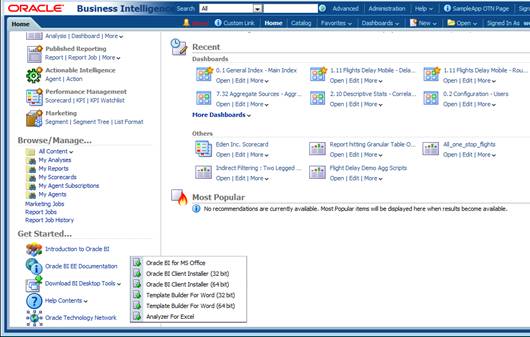 ORACLE Business Intelligence Search All Advanced Administration Help SampleApp OTN Page Sign
Home Custom Link Home Catalog Favorites Dashboards New Open Signed In As
Analysis | Dashboard | More
Published Reporting
Report | Report Job | More
Actionable Intelligence
Agent | Action
Performance Management
Scorecard | KPI | KPI Watchlist
Marketing
Segment | Segment Tree | List Format
Browse/Manage...
All Content
My Analyses
My Reports
My Scorecards
My Agent Subscriptions
My Agents
Marketing Jobs
Report Jobs
Report Job History
Get Started...
Introduction to Oracle BI
Oracle BI EE Documentation
Download BI Desktop Tools
Help Contents
Oracle Technology Network
Oracle BI for MS Office
Oracle BI Client Installer (32 bit)
Oracle BI Client Installer (64 bit)
Template Builder For Word (32 bit)
Template Builder For Word (64 bit)
Analyzer For Excel
Recent
Dashboards
0.1 General Index - Main Index
Open | Edit | More
1.11 Flights Delay Mobile - Dela...
Open | Edit | More
1.11 Flights Delay Mobile - Rou...
Open | Edit | More
7.32 Aggregate Sources - Aggr...
Open | Edit | More
2.10 Descriptive Stats - Correla...
Open | Edit | More
0.2 Configuration - Users
Open | Edit | More
More Dashboards
Others
Eden Inc. Scorecard
Open | Edit | More
Report hitting Granular Table O...
Open | Edit | More
All_one_stop_flights
Open | Edit | More
Indirect Filtering : Two Legged ...
Open | Edit | More
Flight Delay Demo Agg Scripts
Open | Edit | More
Most Popular
No recommendations are currently available. Most Popular items will be displayed here when results become available.